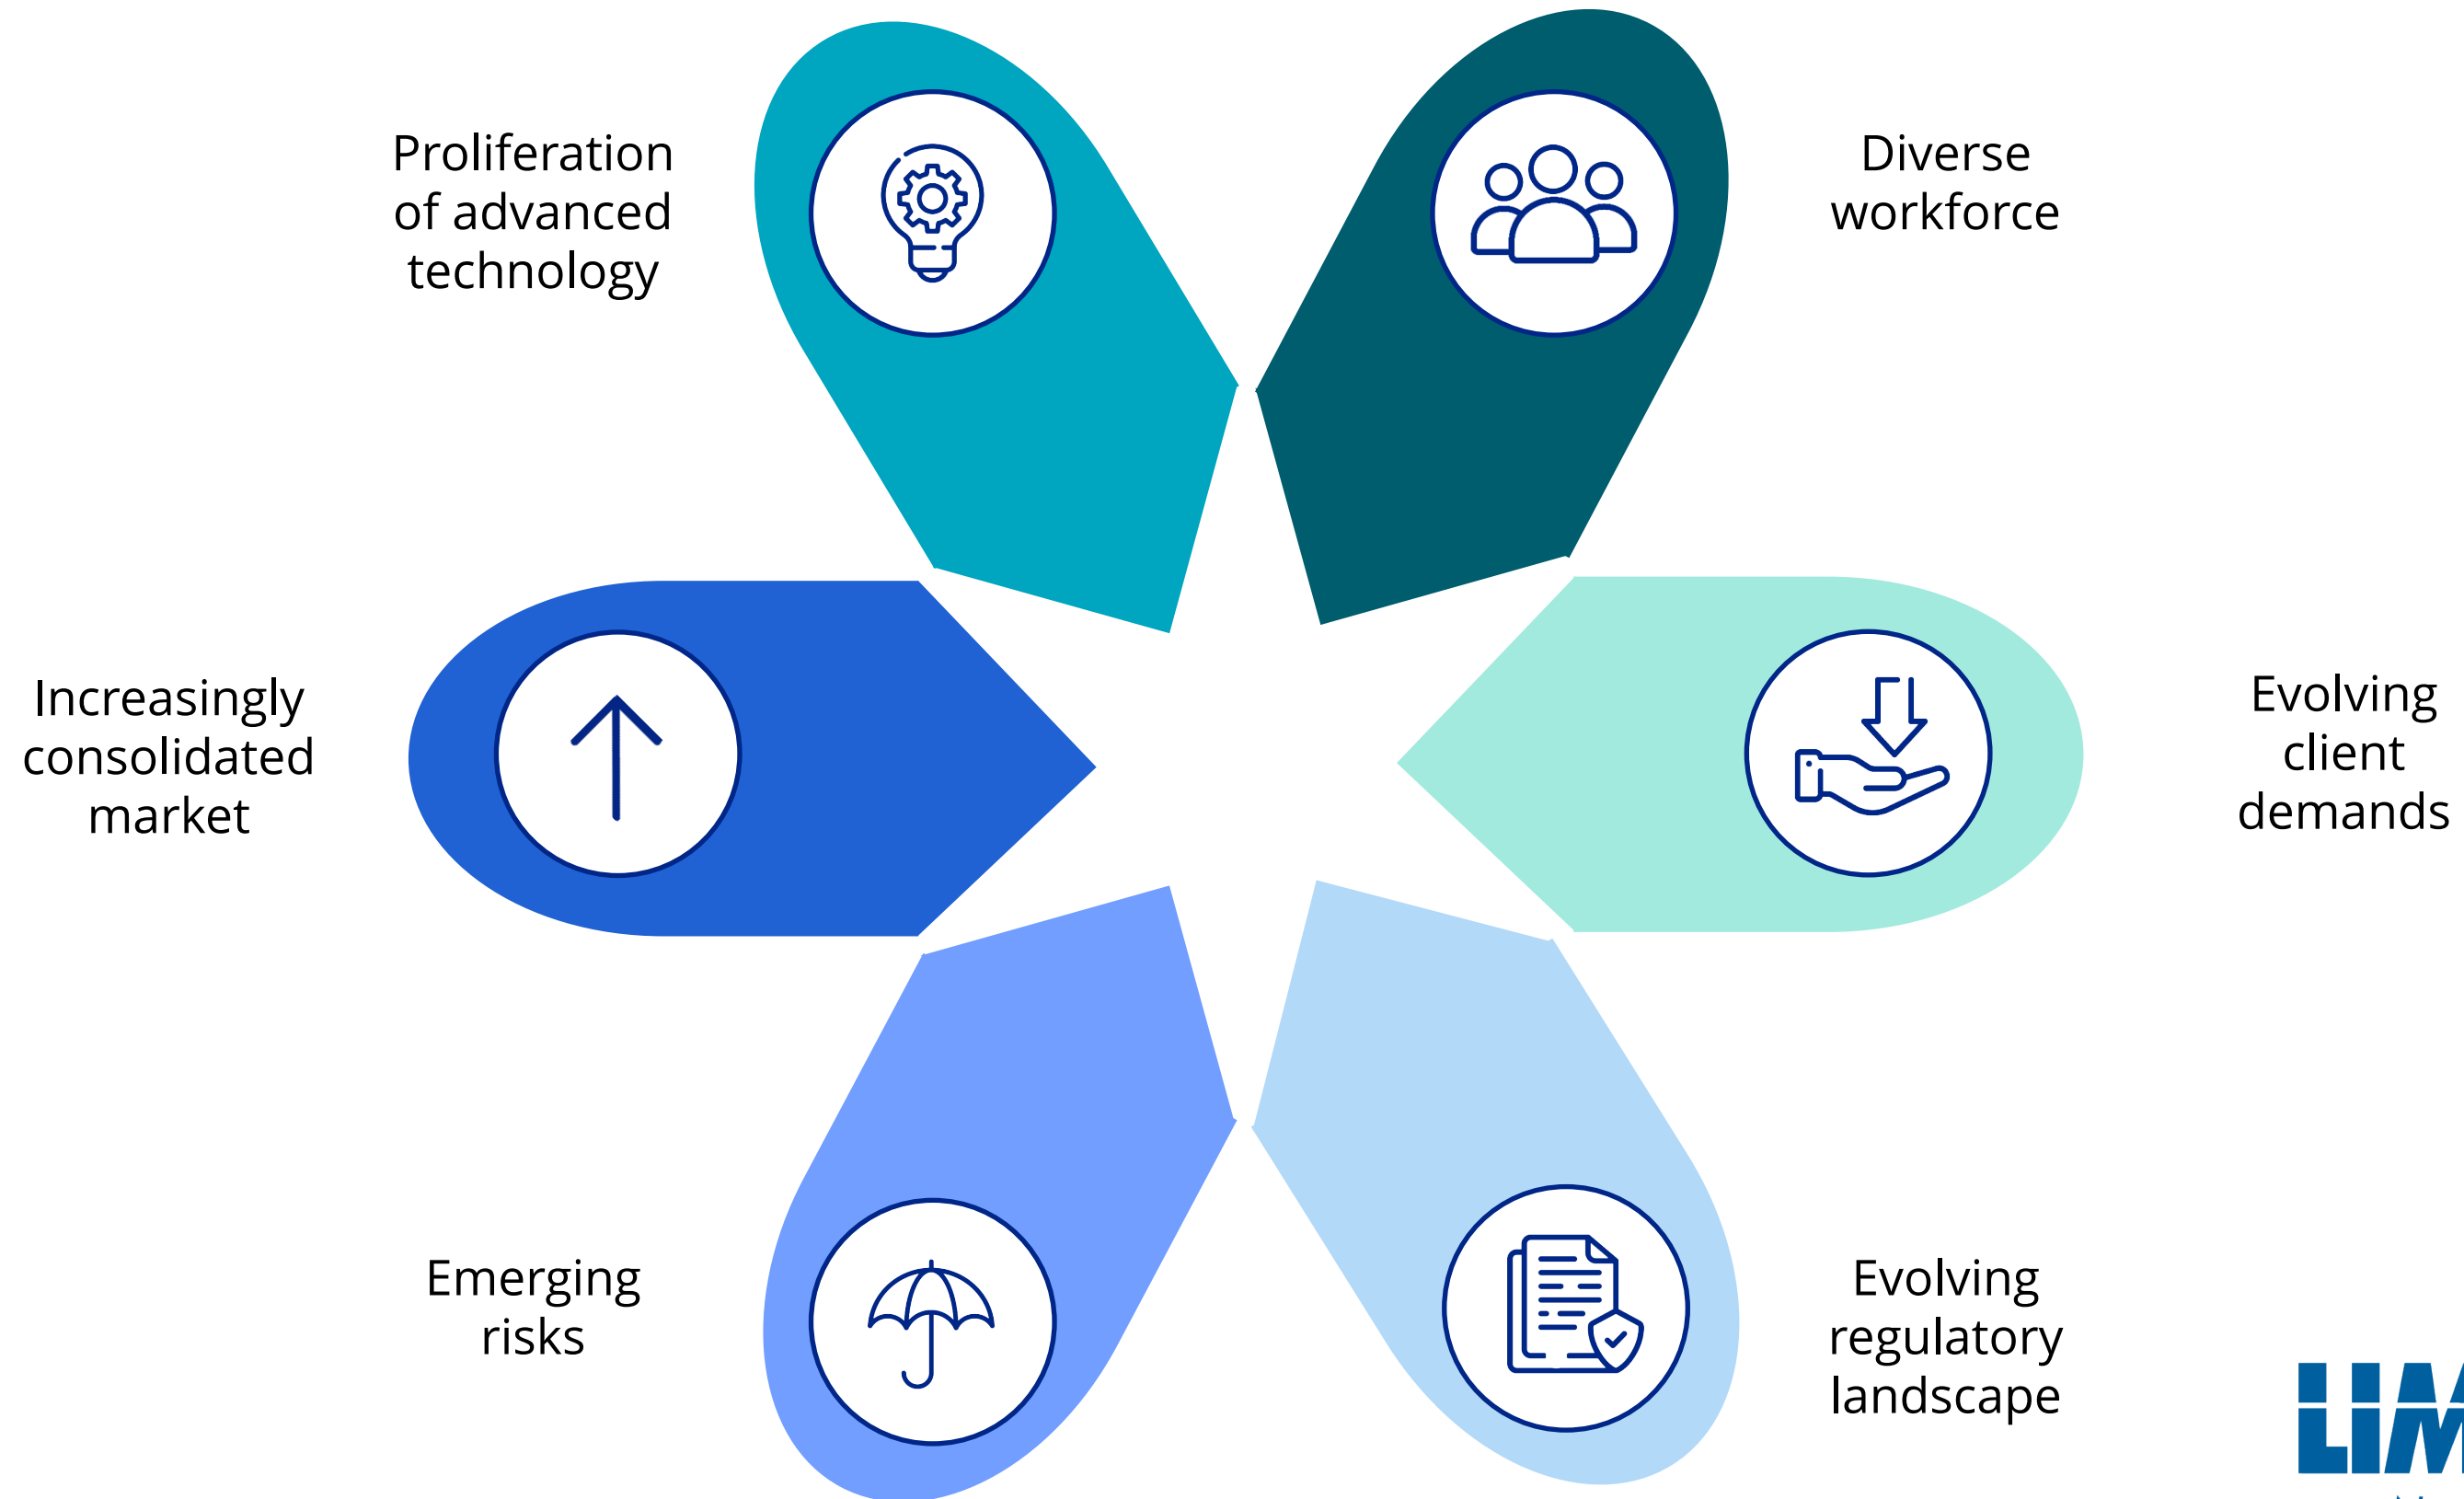 Proliferation
of advanced
technology
Diverse
workforce
Increasingly
consolidated
market
Evolving
client
demands
Emerging
risks
Evolving
regulatory
landscape